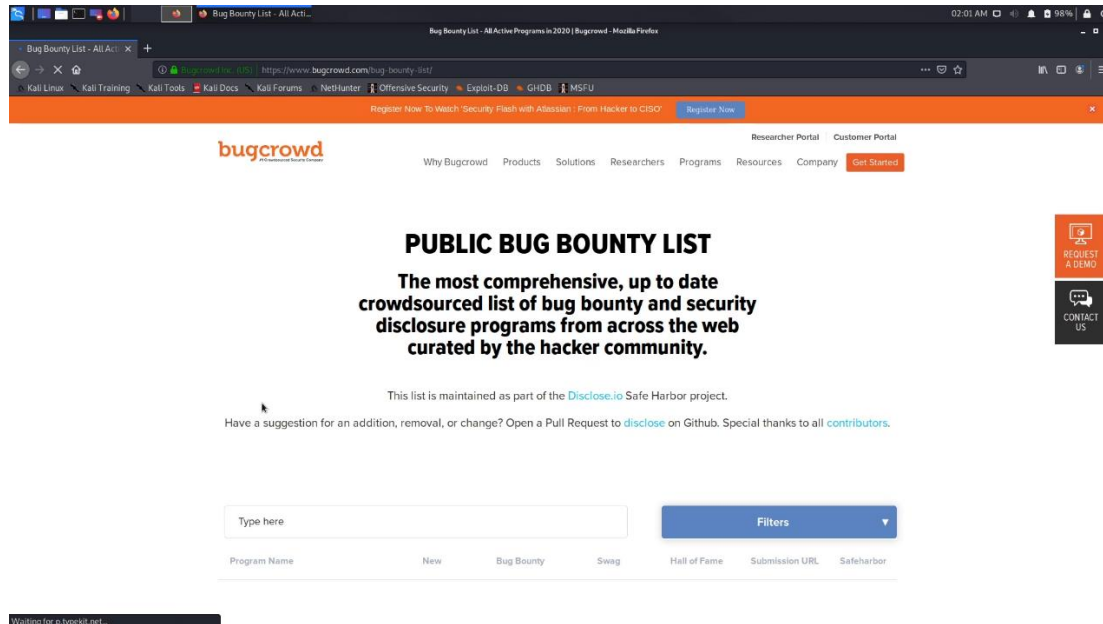 Bug Bounty List - All Acti...
02:01 AM
98%
Bug Bounty List - All Active Programs in 2020 | Bugcrowd - Mozilla Firefox
Bug Bounty List - All Acti
Bugcrowd Inc. (US) https://www.bugcrowd.com/bug-bounty-list/
Kali Linux Kali Training Kali Tools Kali Docs Kali Forums NetHunter Offensive Security Exploit-DB GHDB MSFU
Register Now To Watch 'Security Flash with Atlassian : From Hacker to CISO' Register Now
Researcher Portal Customer Portal
bugcrowd
#1 Crowdsourced Security Company
Why Bugcrowd Products Solutions Researchers Programs Resources Company Get Started
PUBLIC BUG BOUNTY LIST
The most comprehensive, up to date
crowdsourced list of bug bounty and security
disclosure programs from across the web
curated by the hacker community.
REQUEST
A DEMO
CONTACT
US
This list is maintained as part of the Disclose.io Safe Harbor project.
Have a suggestion for an addition, removal, or change? Open a Pull Request to disclose on Github. Special thanks to all contributors.
Type here
Filters
Program Name New Bug Bounty Swag Hall of Fame Submission URL Safeharbor
Waiting for p.typekit.net...